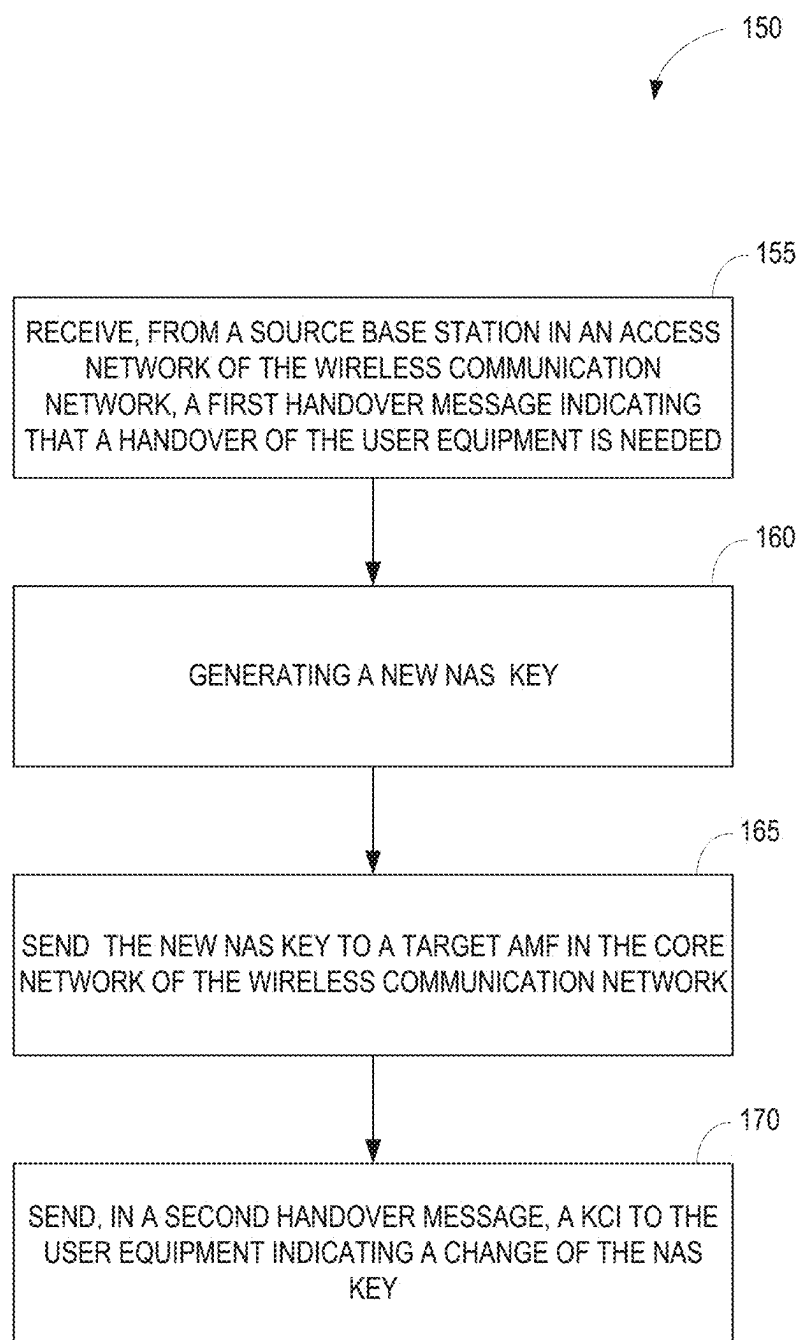 150
155
RECEIVE, FROM A SOURCE BASE STATION IN AN ACCESS
NETWORK OF THE WIRELESS COMMUNICATION
NETWORK, A FIRST HANDOVER MESSAGE INDICATING
THAT A HANDOVER OF THE USER EQUIPMENT IS NEEDED
160
GENERATING A NEW NAS KEY
165
SEND THE NEW NAS KEY TO A TARGET AMF IN THE CORE
NETWORK OF THE WIRELESS COMMUNICATION NETWORK
170
SEND, IN A SECOND HANDOVER MESSAGE, A KCI TO THE
USER EQUIPMENT INDICATING A CHANGE OF THE NAS
KEY